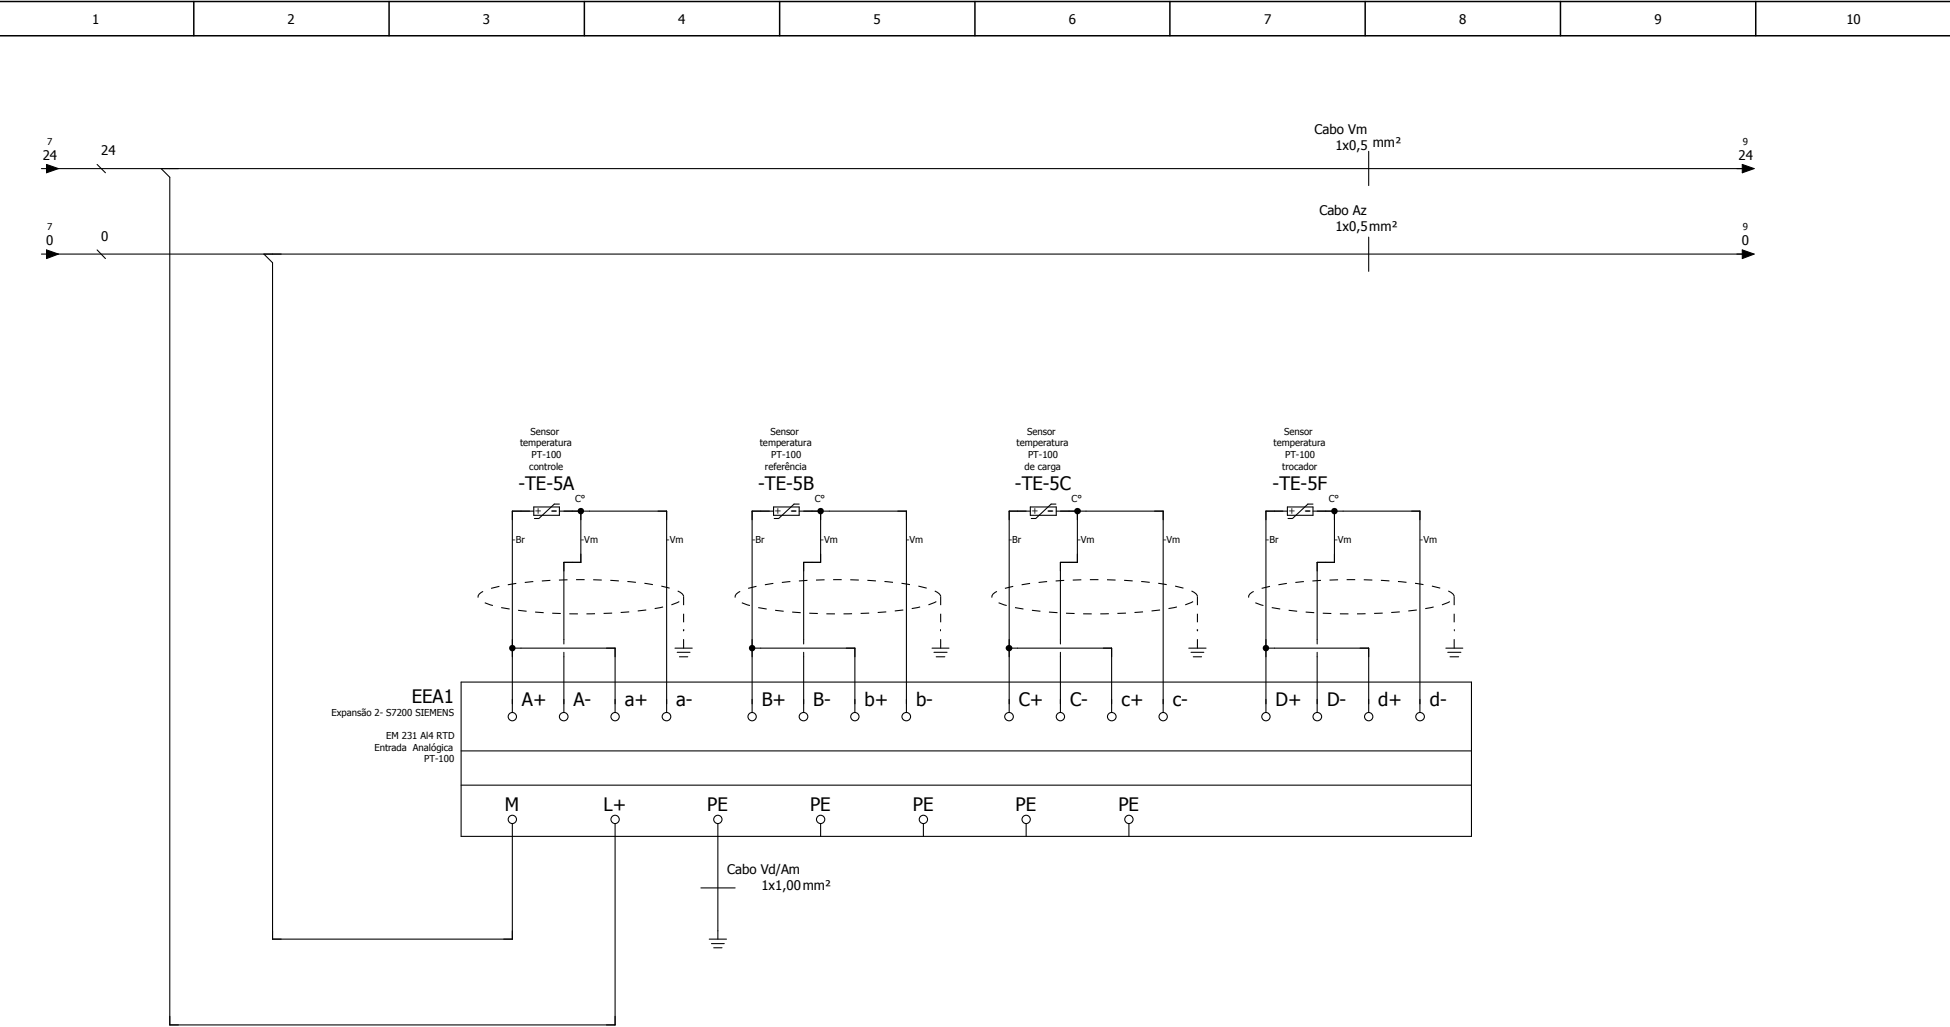 1 2 3 4 5 6 7 8 9 10
7
24
24
Cabo Vm
1x0,5 mm²
9
24
7
0
0
Cabo Az
1x0,5 mm²
9
0
Sensor
temperatura
PT-100
controle
-TE-5A
C°
-Br
-Vm
-Vm
Sensor
temperatura
PT-100
referência
-TE-5B
C°
-Br
-Vm
-Vm
Sensor
temperatura
PT-100
de carga
-TE-5C
C°
-Br
-Vm
-Vm
Sensor
temperatura
PT-100
trocador
-TE-5F
C°
-Br
-Vm
-Vm
EEA1
Expansão 2- S7200 SIEMENS
EM 231 AI4 RTD
Entrada Analógica
PT-100
A+ A- a+ a- B+ B- b+ b- C+ C- c+ c- D+ D- d+ d-
M L+ PE PE PE PE PE
Cabo Vd/Am
1x1,00 mm²